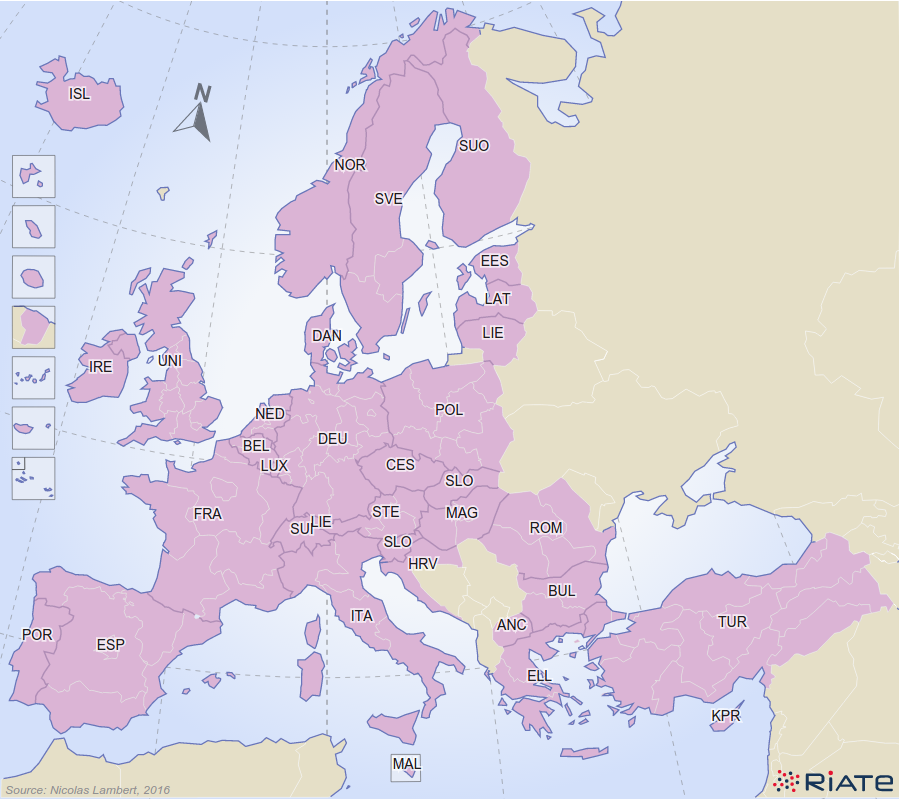 ISL
N
SUO
NOR
SVE
EES
LAT
DAN
LIE
UNI
IRE
NED
POL
DEU
BEL
LUX
CES
SLO
FRA
STE
MAG
LIE
SUI
ROM
SLO
HRV
BUL
ITA
ANC
TUR
POR
ESP
ELL
KPR
MAL
RIATE
Source: Nicolas Lambert, 2016